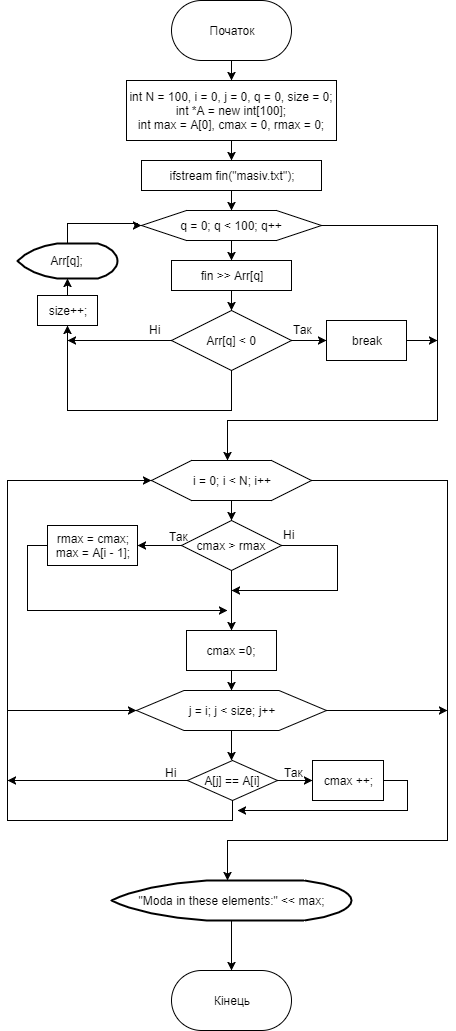 Початок
int N = 100, i = 0, j = 0, q = 0, size = 0;
int *A = new int[100];
int max = A[0], cmax = 0, rmax = 0;
ifstream fin("masiv.txt");
q = 0; q < 100; q++
Arr[q];
fin >> Arr[q]
size++;
Ні
Arr[q] < 0
Так
break
i = 0; i < N; i++
rmax = cmax;
max = A[i - 1];
Так
cmax > rmax
Ні
cmax =0;
j = i; j < size; j++
Ні
A[j] == A[i]
Так
cmax ++;
"Moda in these elements:" << max;
Кінець